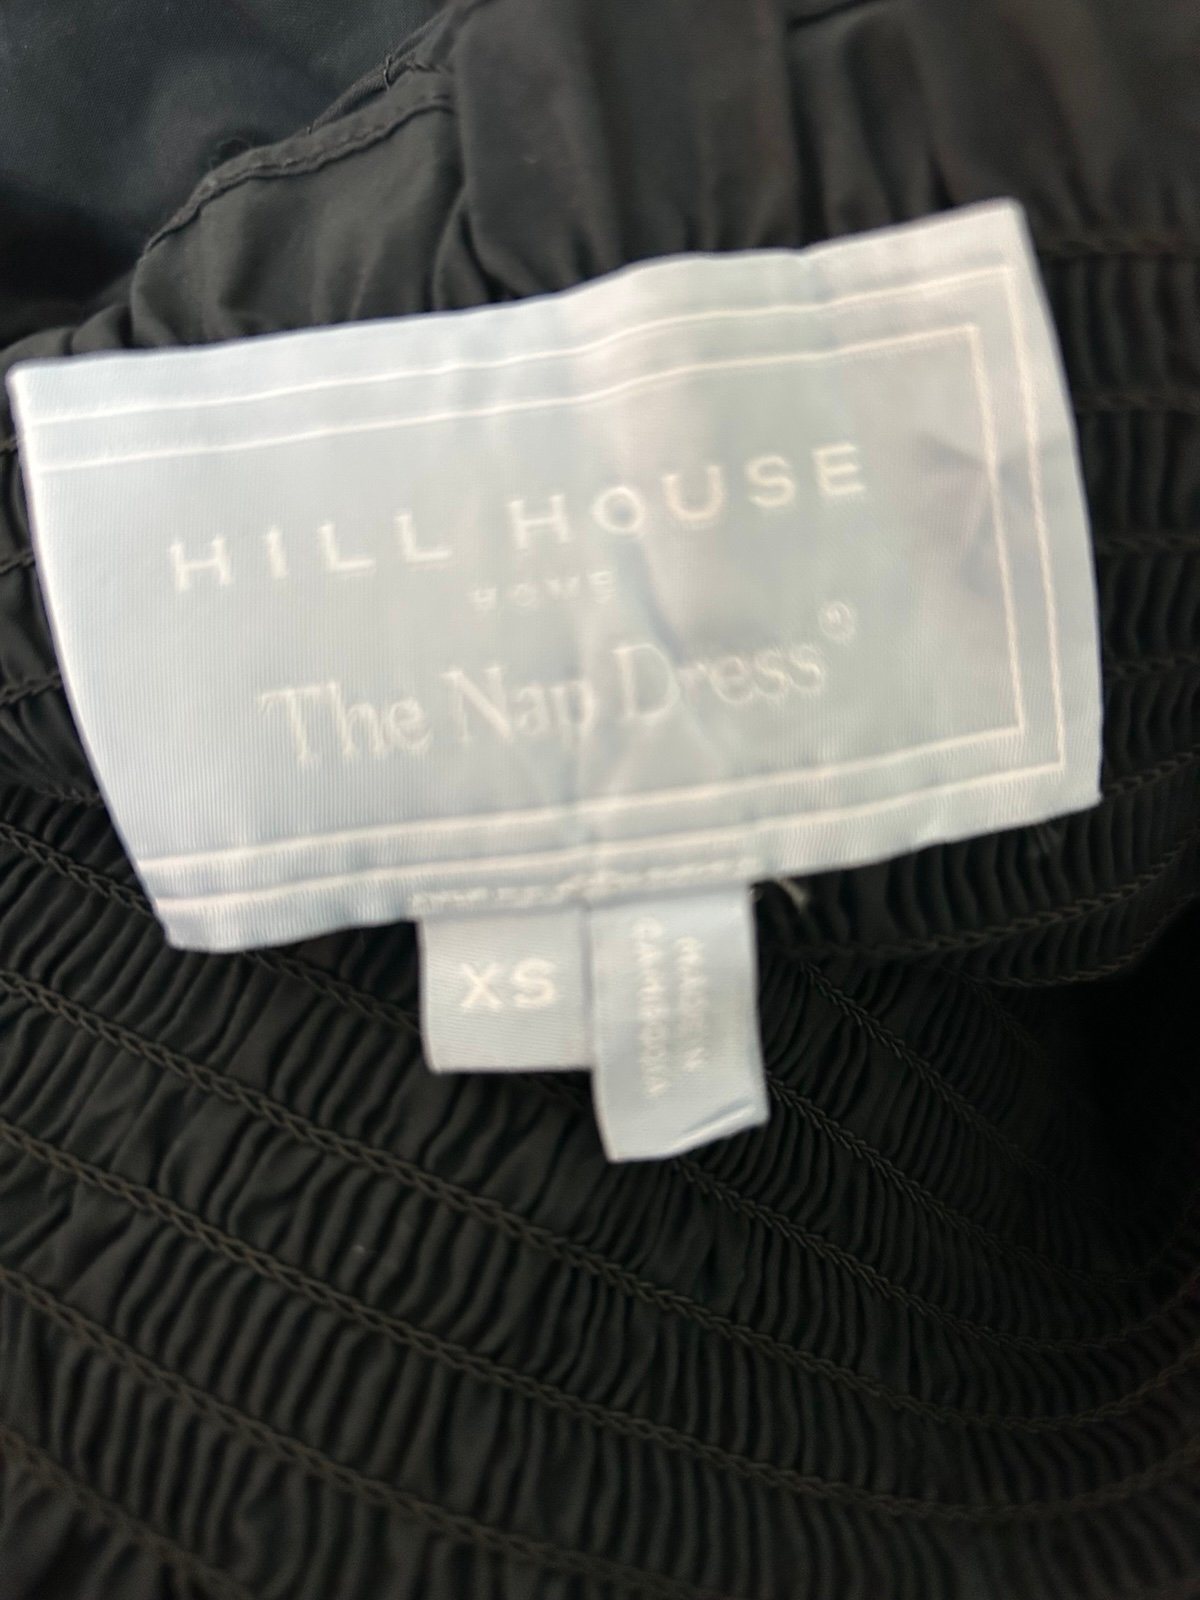 HILL HOUSE
HOME
The Nap Dress®
XS
MADE IN
CAMBODIA